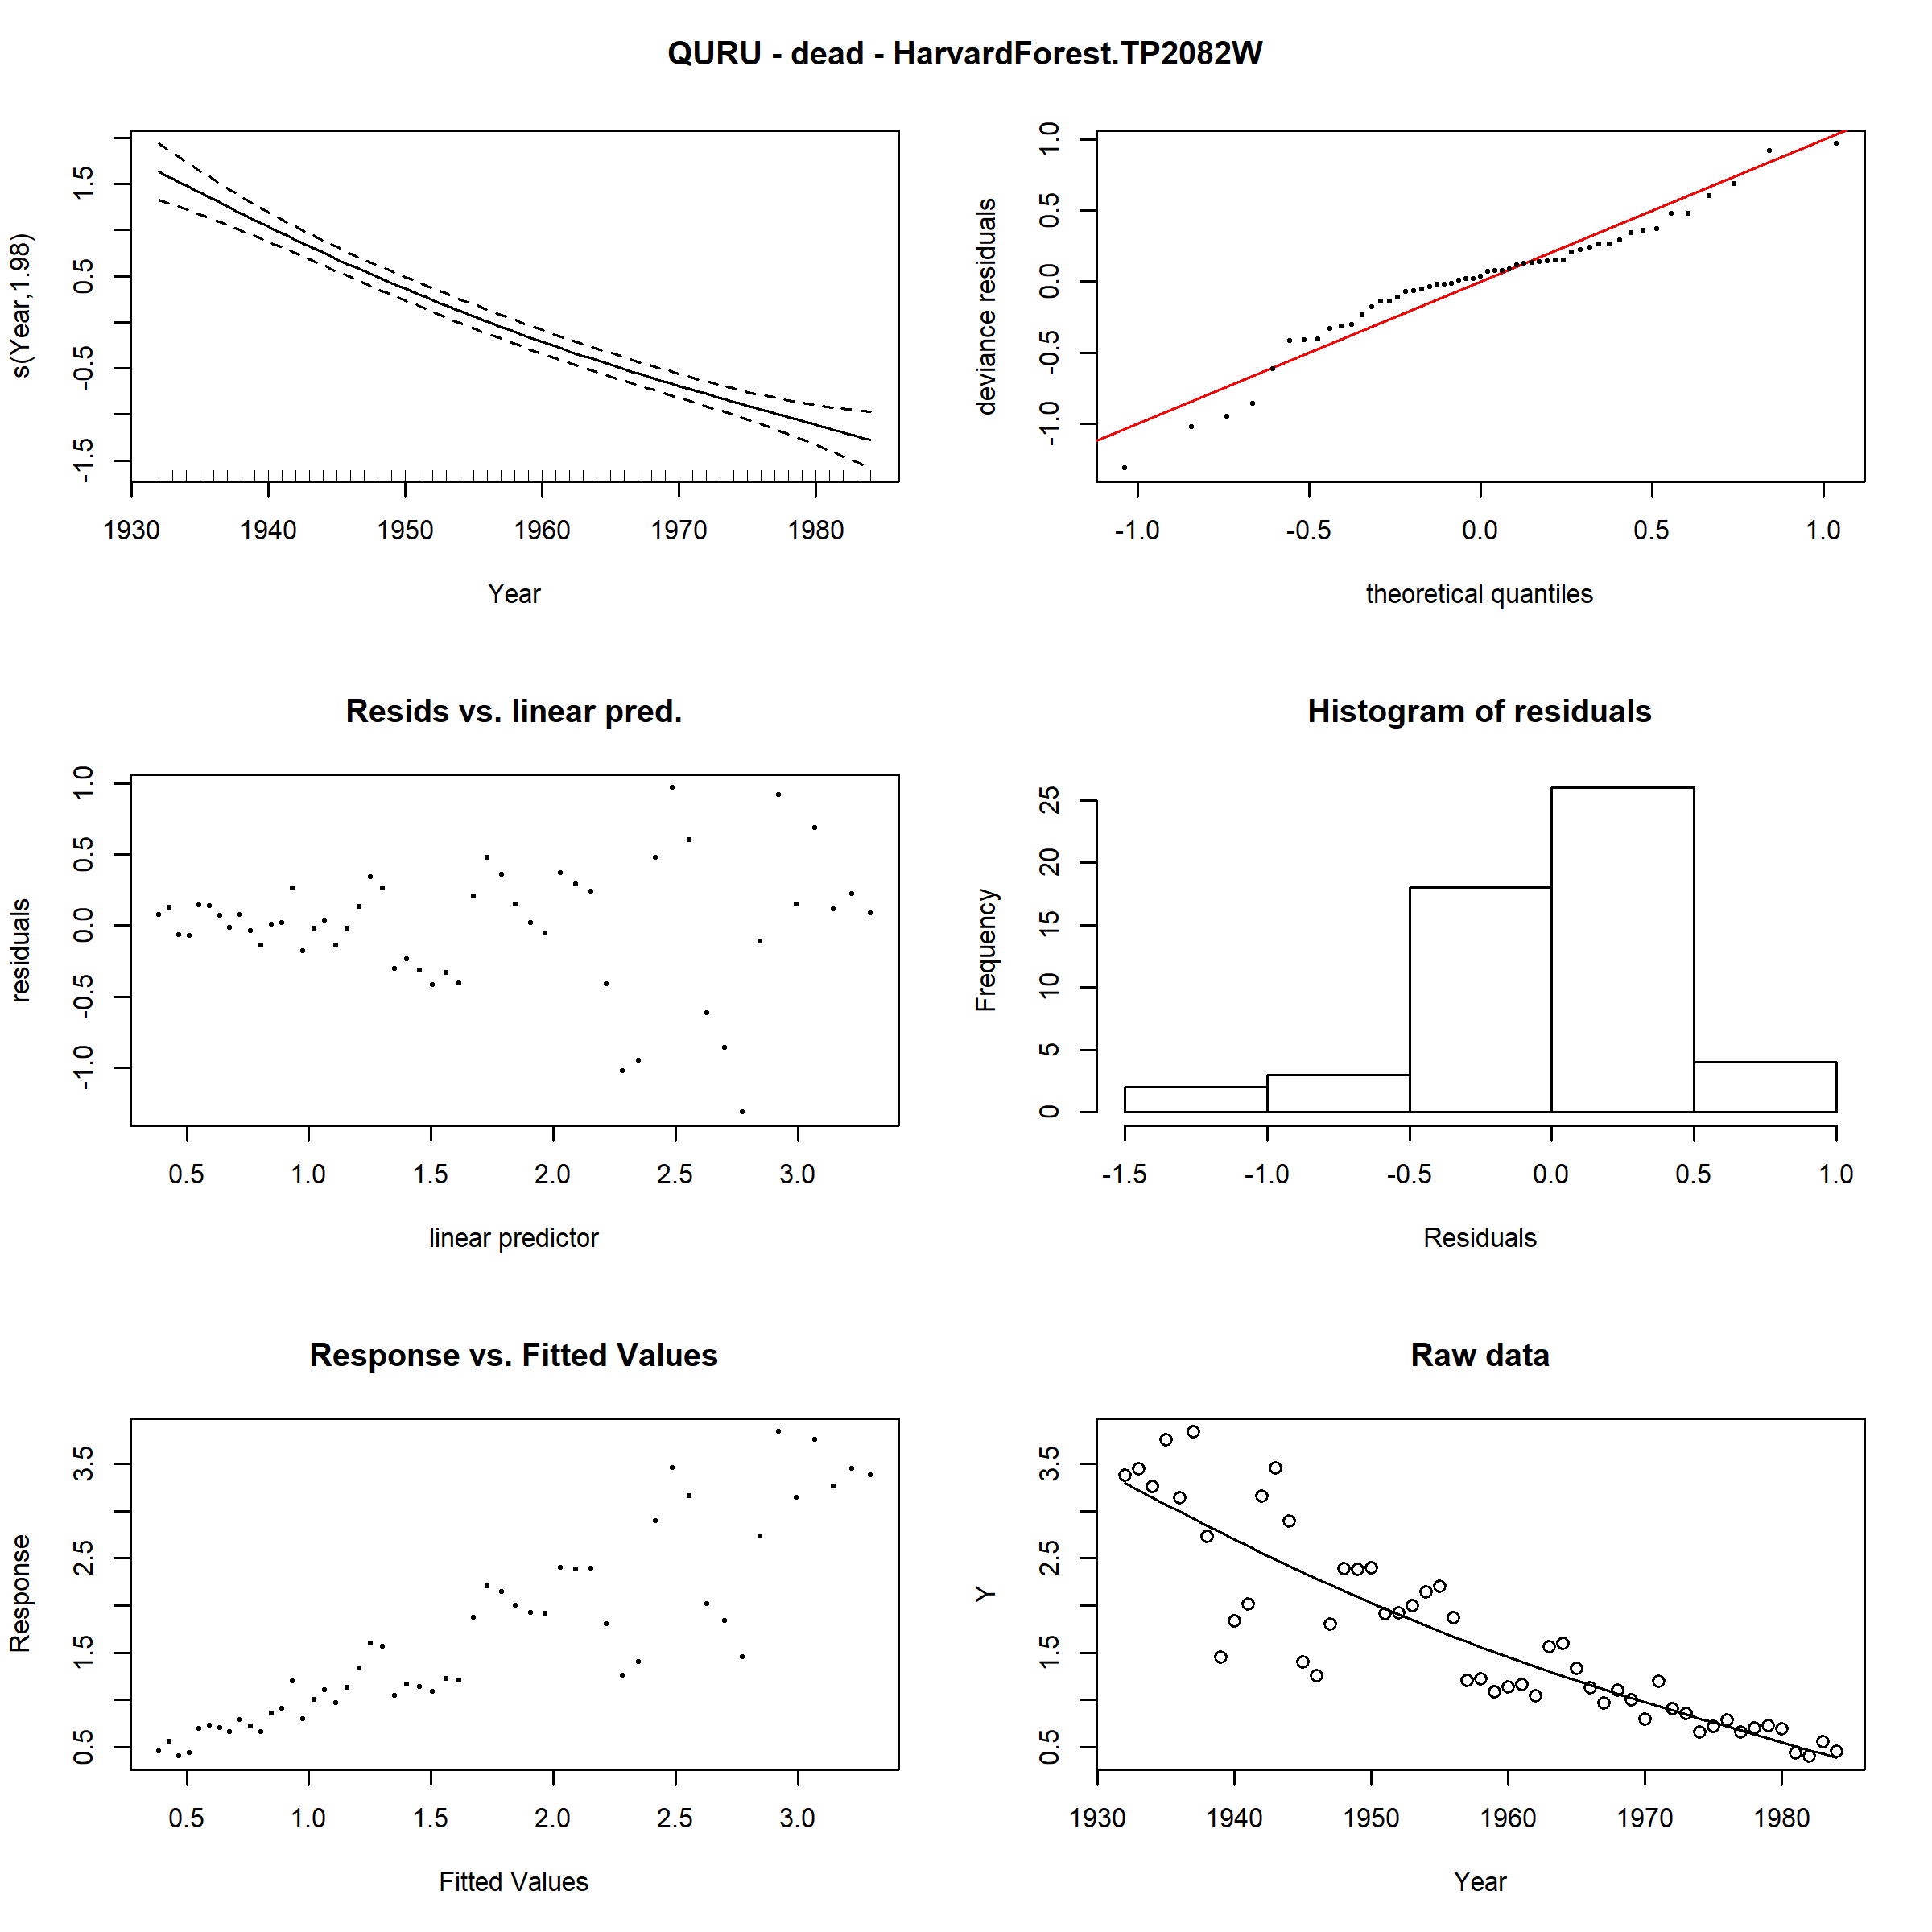 QURU - dead - HarvardForest.TP2082W
s(Year,1.98)
-1.5 -0.5 0.5 1.5
1930 1940 1950 1960 1970 1980
Year
deviance residuals
-1.0 -0.5 0.0 0.5 1.0
-1.0 -0.5 0.0 0.5 1.0
theoretical quantiles
Resids vs. linear pred.
residuals
-1.0 -0.5 0.0 0.5 1.0
0.5 1.0 1.5 2.0 2.5 3.0
linear predictor
Histogram of residuals
Frequency
0 5 10 15 20 25
-1.5 -1.0 -0.5 0.0 0.5 1.0
Residuals
Response vs. Fitted Values
Response
0.5 1.5 2.5 3.5
0.5 1.0 1.5 2.0 2.5 3.0
Fitted Values
Raw data
Y
0.5 1.5 2.5 3.5
1930 1940 1950 1960 1970 1980
Year